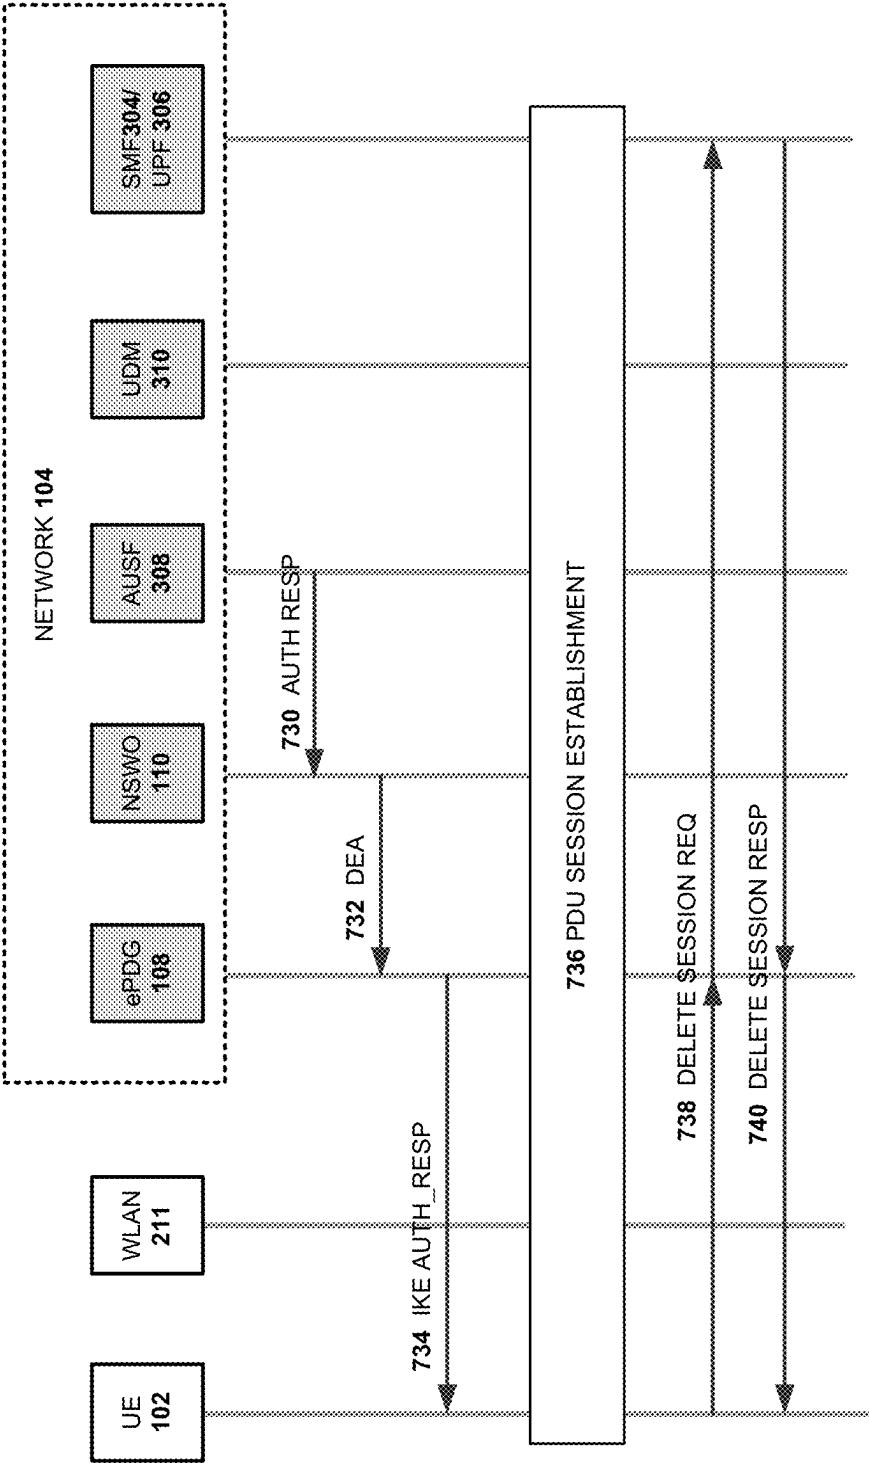 NETWORK 104
UE
102
WLAN
211
ePDG
108
NSWO
110
AUSF
308
UDM
310
SMF304/
UPF 306
730 AUTH RESP
732 DEA
734 IKE AUTH_RESP
736 PDU SESSION ESTABLISHMENT
738 DELETE SESSION REQ
740 DELETE SESSION RESP